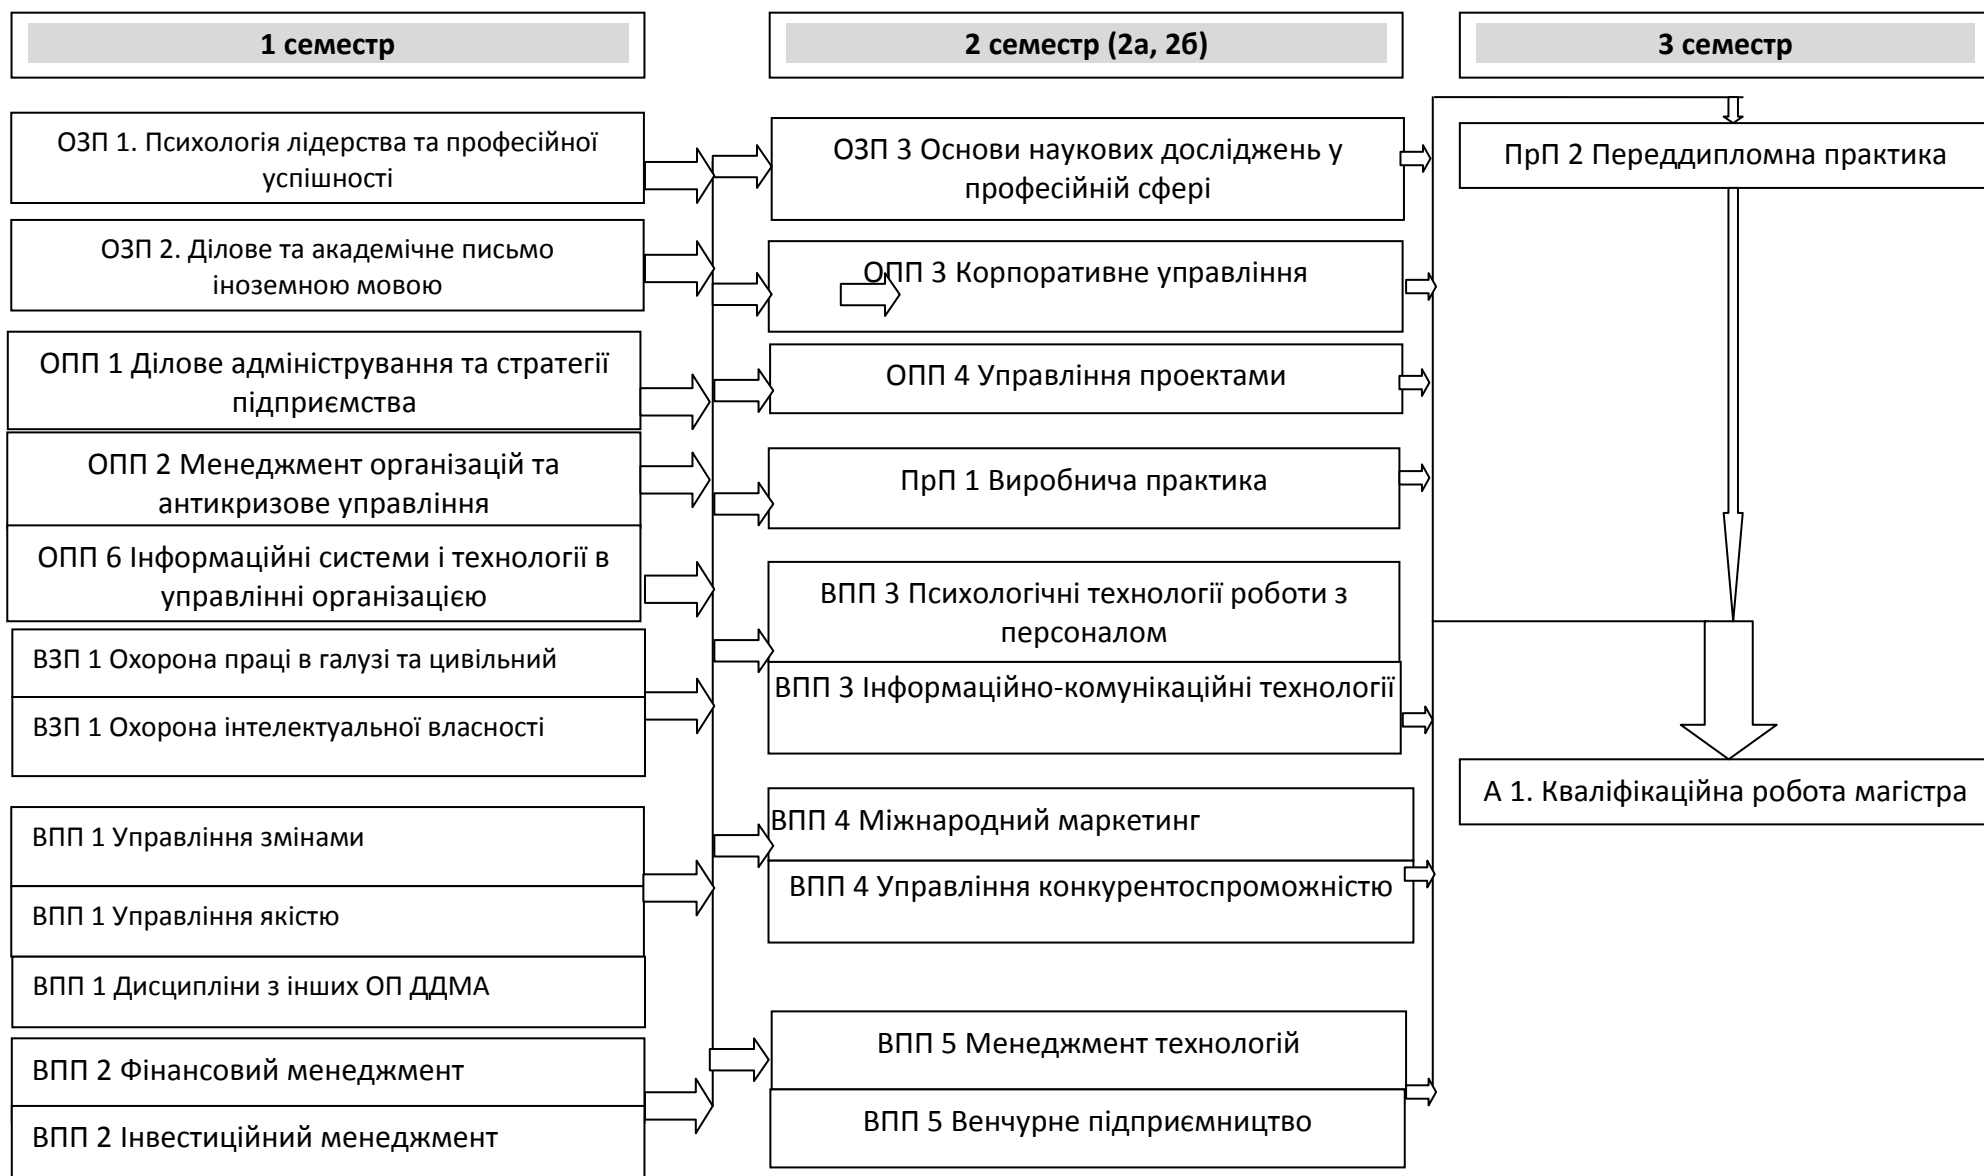 1 семестр
2 семестр (2а, 2б)
3 семестр
ОЗП 1. Психологія лідерства та професійної
успішності
ОЗП 2. Ділове та академічне письмо
іноземною мовою
ОПП 1 Ділове адміністрування та стратегії
підприємства
ОПП 2 Менеджмент організацій та
антикризове управління
ОПП 6 Інформаційні системи і технології в
управлінні організацією
ВЗП 1 Охорона праці в галузі та цивільний
ВЗП 1 Охорона інтелектуальної власності
ВПП 1 Управління змінами
ВПП 1 Управління якістю
ВПП 1 Дисципліни з інших ОП ДДМА
ВПП 2 Фінансовий менеджмент
ВПП 2 Інвестиційний менеджмент
ОЗП 3 Основи наукових досліджень у
професійній сфері
ОПП 3 Корпоративне управління
ОПП 4 Управління проектами
ПрП 1 Виробнича практика
ВПП 3 Психологічні технології роботи з
персоналом
ВПП 3 Інформаційно-комунікаційні технології
ВПП 4 Міжнародний маркетинг
ВПП 4 Управління конкурентоспроможністю
ВПП 5 Менеджмент технологій
ВПП 5 Венчурне підприємництво
ПрП 2 Переддипломна практика
А 1. Кваліфікаційна робота магістра